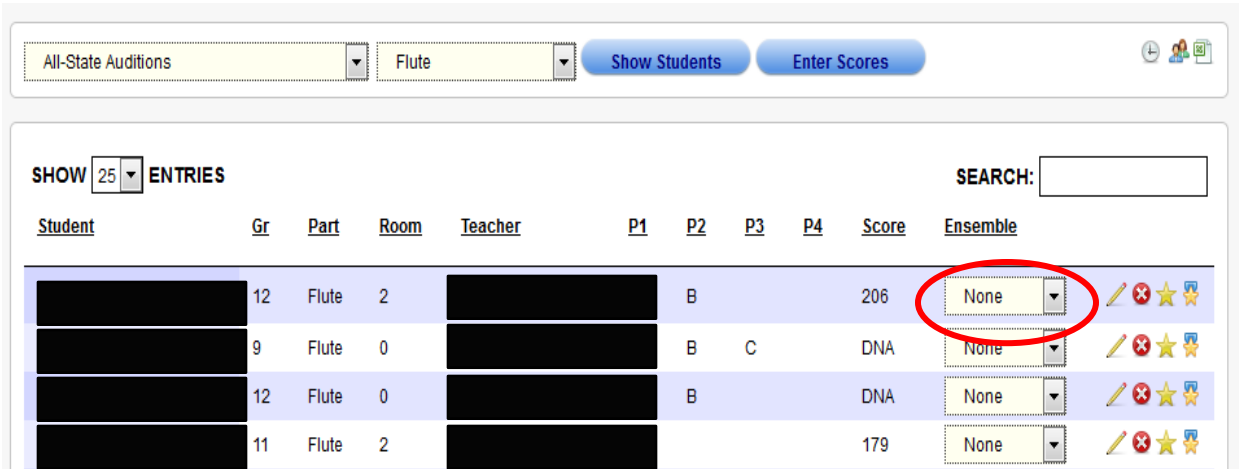 All-State Auditions Flute Show Students Enter Scores
SHOW 25 ENTRIES SEARCH:
Student Gr Part Room Teacher P1 P2 P3 P4 Score Ensemble
12 Flute 2 B 206 None
9 Flute 0 B C DNA None
12 Flute 0 B DNA None
11 Flute 2 179 None